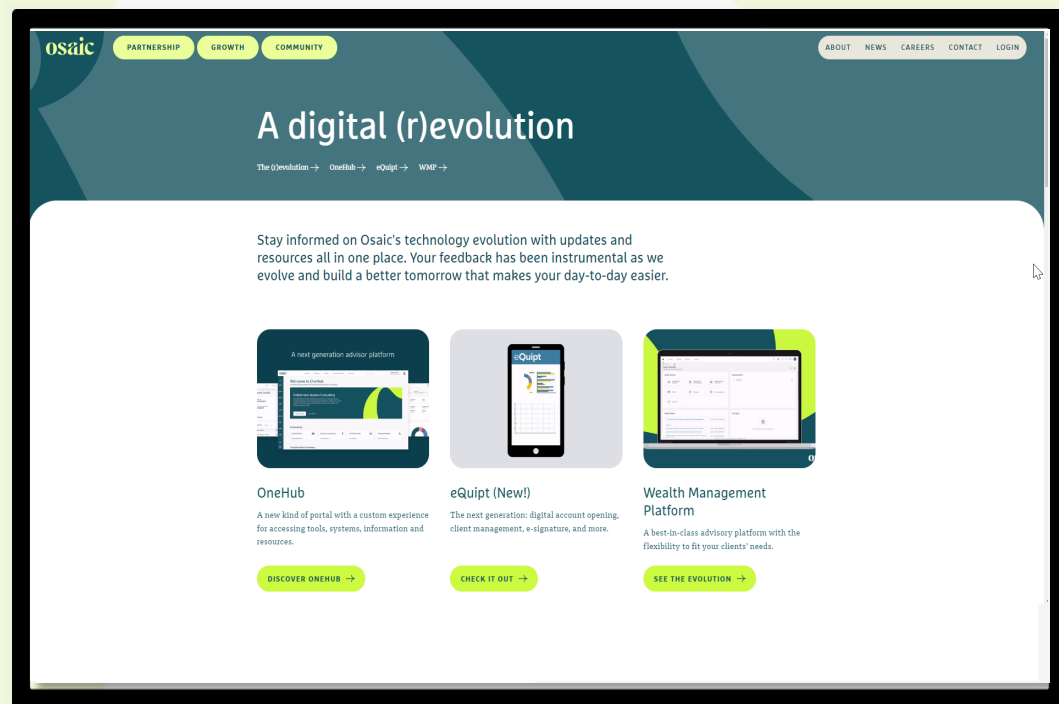 osaic
PARTNERSHIP
GROWTH
COMMUNITY
ABOUT NEWS CAREERS CONTACT LOGIN
A digital (r)evolution
The (r)evolution → OneHub → eQuipt → WMP →
Stay informed on Osaic's technology evolution with updates and
resources all in one place. Your feedback has been instrumental as we
evolve and build a better tomorrow that makes your day-to-day easier.
A next generation advisor platform
Welcome to OneHub
eQuipt
OneHub
A new kind of portal with a custom experience
for accessing tools, systems, information and
resources.
DISCOVER ONEHUB →
eQuipt (New!)
The next generation: digital account opening,
client management, e-signature, and more.
CHECK IT OUT →
Wealth Management
Platform
A best-in-class advisory platform with the
flexibility to fit your clients' needs.
SEE THE EVOLUTION →